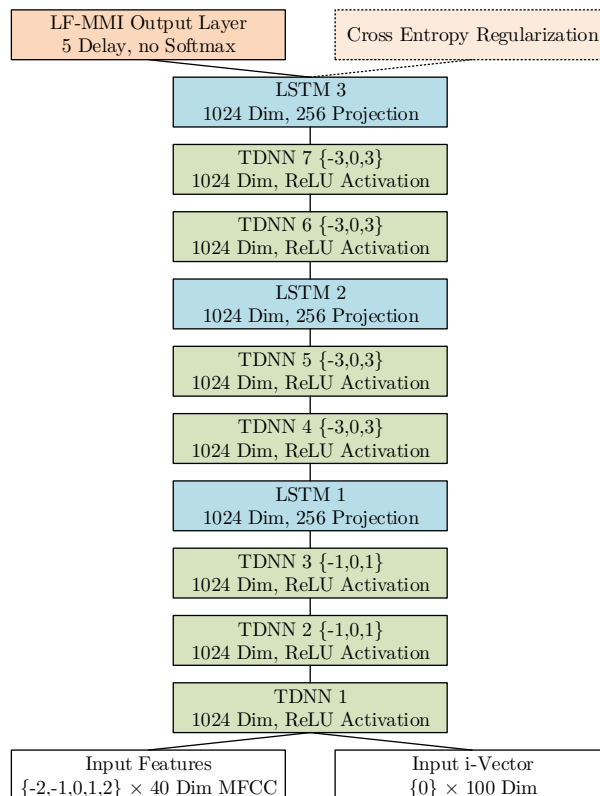 LF-MMI Output Layer
5 Delay, no Softmax
Cross Entropy Regularization
LSTM 3
1024 Dim, 256 Projection
TDNN 7 {-3,0,3}
1024 Dim, ReLU Activation
TDNN 6 {-3,0,3}
1024 Dim, ReLU Activation
LSTM 2
1024 Dim, 256 Projection
TDNN 5 {-3,0,3}
1024 Dim, ReLU Activation
TDNN 4 {-3,0,3}
1024 Dim, ReLU Activation
LSTM 1
1024 Dim, 256 Projection
TDNN 3 {-1,0,1}
1024 Dim, ReLU Activation
TDNN 2 {-1,0,1}
1024 Dim, ReLU Activation
TDNN 1
1024 Dim, ReLU Activation
Input Features
{-2,-1,0,1,2} × 40 Dim MFCC
Input i-Vector
{0} × 100 Dim